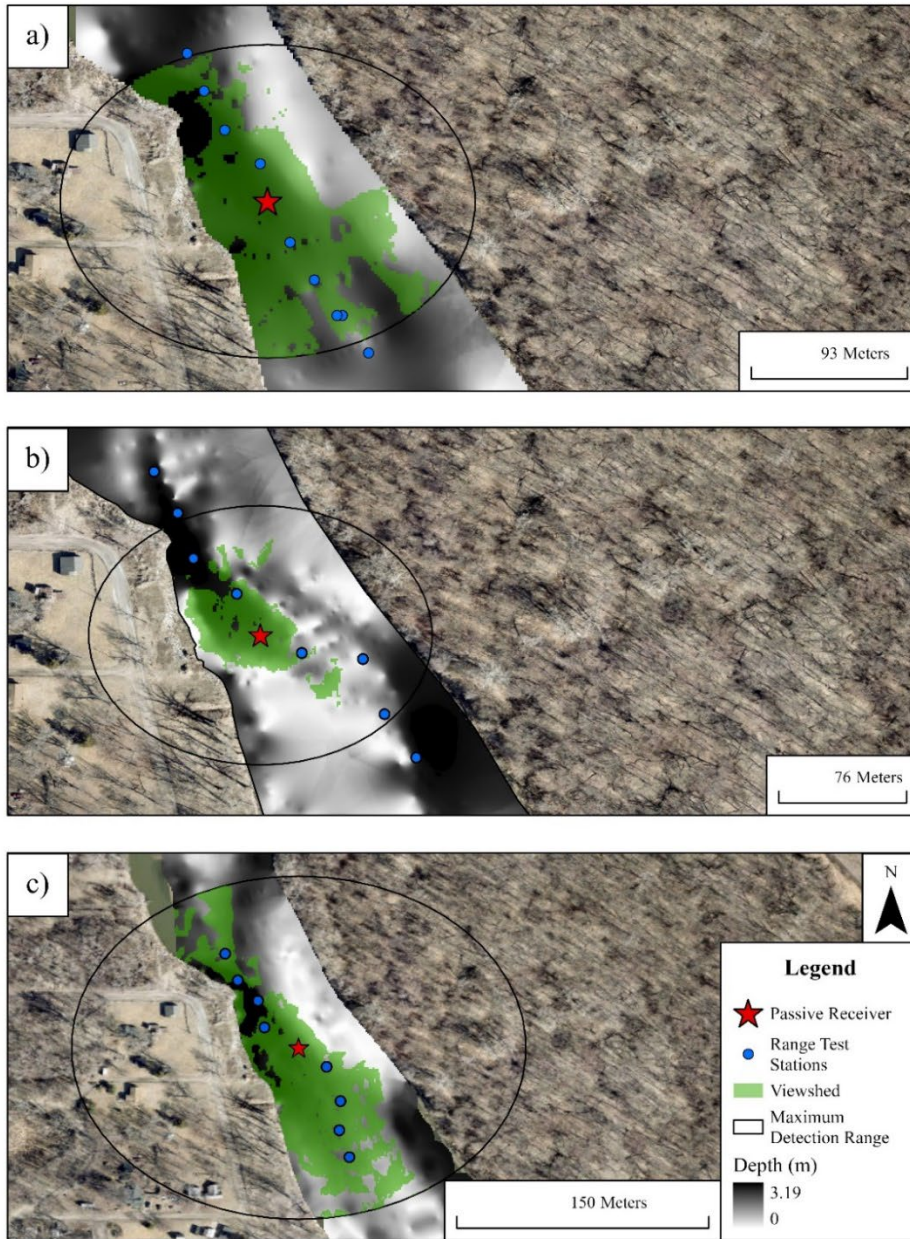 a)
93 Meters
b)
76 Meters
c)
N
Legend
Passive Receiver
Range Test
Stations
Viewshed
Maximum
Detection Range
Depth (m)
3.19
0
150 Meters